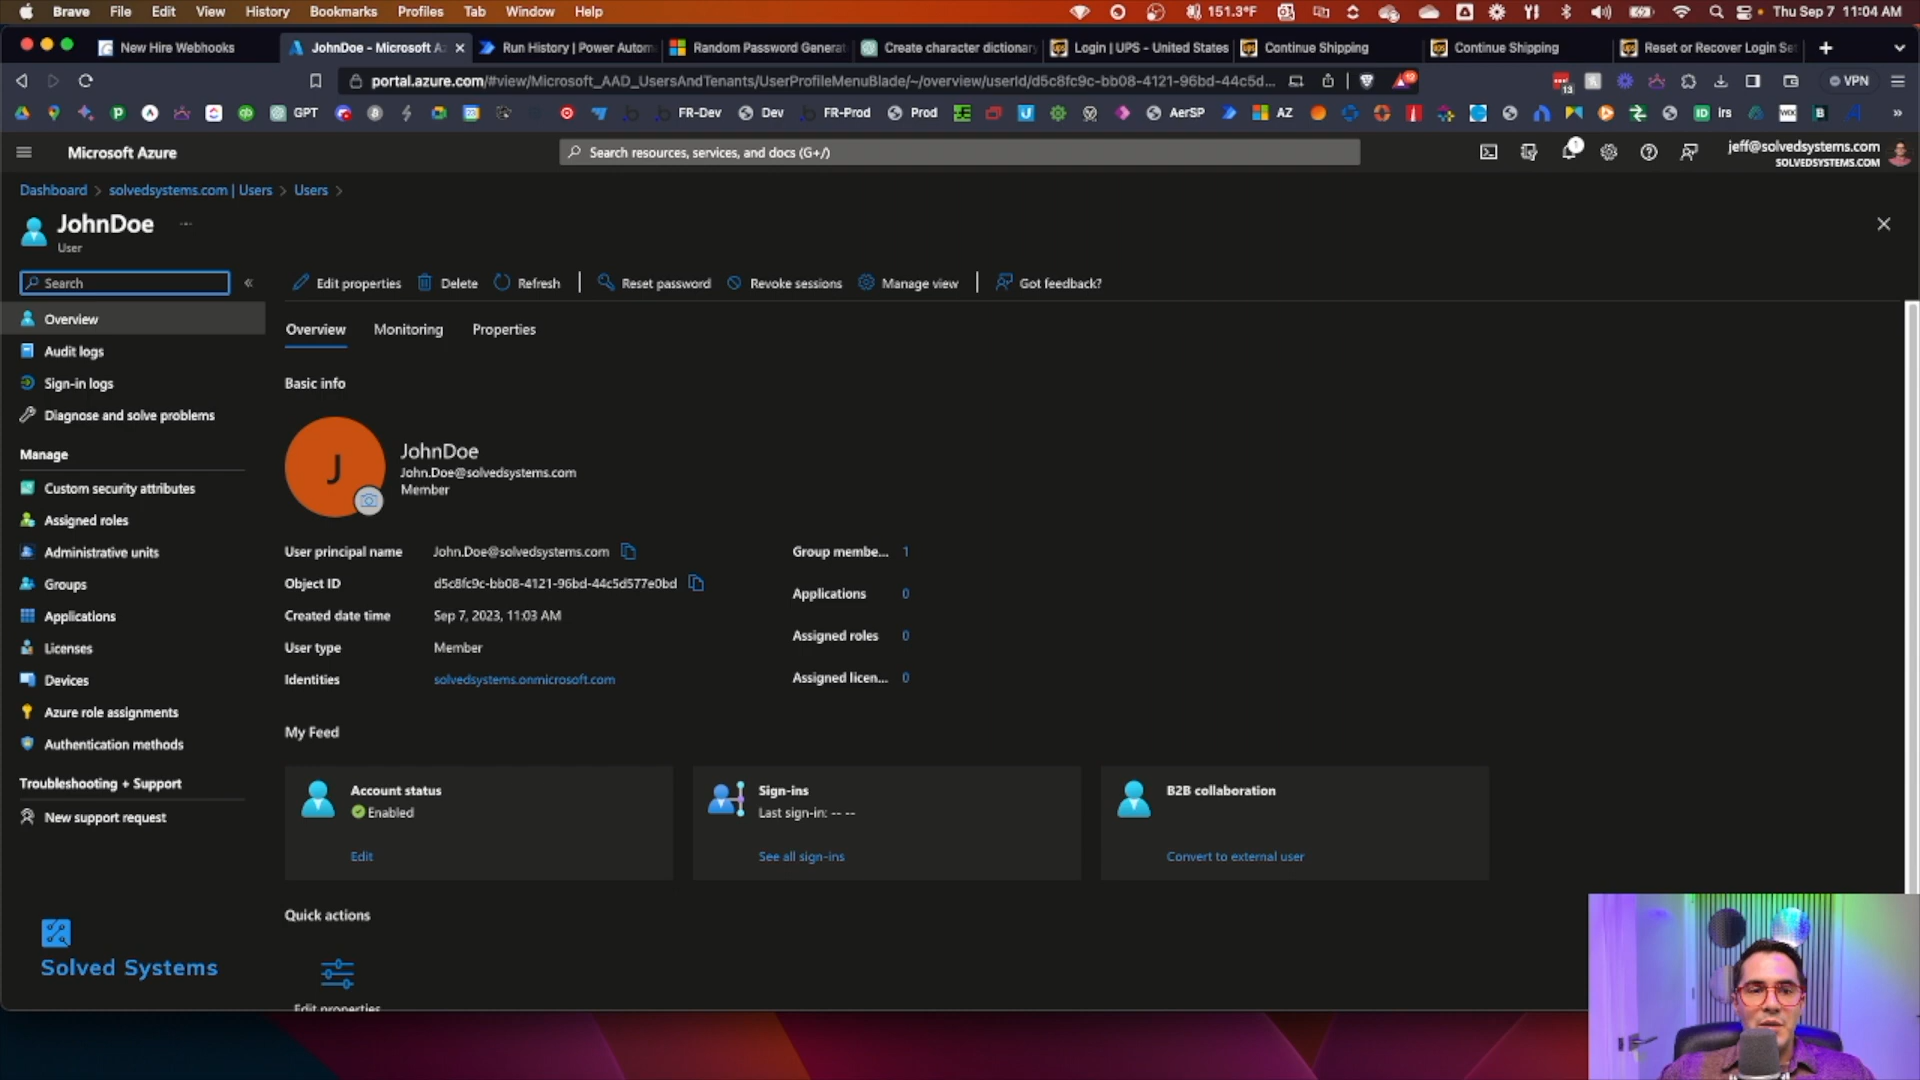 Brave File Edit View History Bookmarks Profiles Tab Window Help
151.3°F
Thu Sep 7 11:04 AM
New Hire Webhooks
JohnDoe - Microsoft A
Run History | Power Autom
Random Password Generat
Create character dictionary
Login | UPS - United States
Continue Shipping
Continue Shipping
Reset or Recover Login Se
portal.azure.com/#view/Microsoft_AAD_UsersAndTenants/UserProfileMenuBlade/~/overview/userId/d5c8fc9c-bb08-4121-96bd-44c5d...
13
VPN
GPT
FR-Dev
Dev
FR-Prod
Prod
AerSP
AZ
ID
Irs
Microsoft Azure
Search resources, services, and docs (G+/)
1
jeff@solvedsystems.com
SOLVEDSYSTEMS.COM
Dashboard > solvedsystems.com | Users > Users >
JohnDoe ...
User
Search
Edit properties
Delete
Refresh
Reset password
Revoke sessions
Manage view
Got feedback?
Overview
Audit logs
Sign-in logs
Diagnose and solve problems
Manage
Custom security attributes
Assigned roles
Administrative units
Groups
Applications
Licenses
Devices
Azure role assignments
Authentication methods
Troubleshooting + Support
New support request
Overview Monitoring Properties
Basic info
J
JohnDoe
John.Doe@solvedsystems.com
Member
User principal name John.Doe@solvedsystems.com
Object ID d5c8fc9c-bb08-4121-96bd-44c5d577e0bd
Created date time Sep 7, 2023, 11:03 AM
User type Member
Identities solvedsystems.onmicrosoft.com
Group membe... 1
Applications 0
Assigned roles 0
Assigned licen... 0
My Feed
Account status
Enabled
Edit
Sign-ins
Last sign-in: -- --
See all sign-ins
B2B collaboration
Convert to external user
Quick actions
Edit properties
Solved Systems